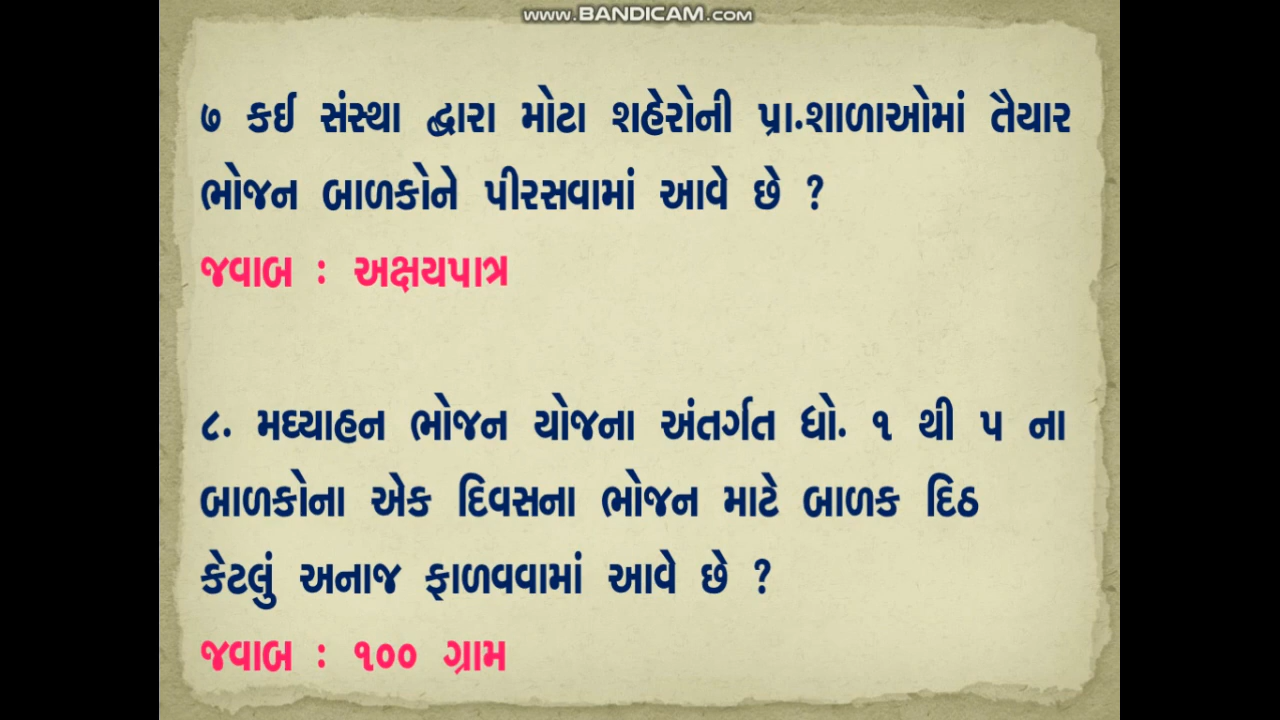 www.BANDICAM.com
૭ કઈ સંસ્થા દ્વારા મોટા શહેરોની પ્રા.શાળાઓમાં તૈયાર
ભોજન બાળકોને પીરસવામાં આવે છે ?
જવાબ : અક્ષયપાત્ર
૮. મઘ્યાહન ભોજન યોજના અંતર્ગત ધો. ૧ થી ૫ ના
બાળકોના એક દિવસના ભોજન માટે બાળક દિઠ
કેટલું અનાજ ફાળવવામાં આવે છે ?
જવાબ : ૧૦૦ ગ્રામ